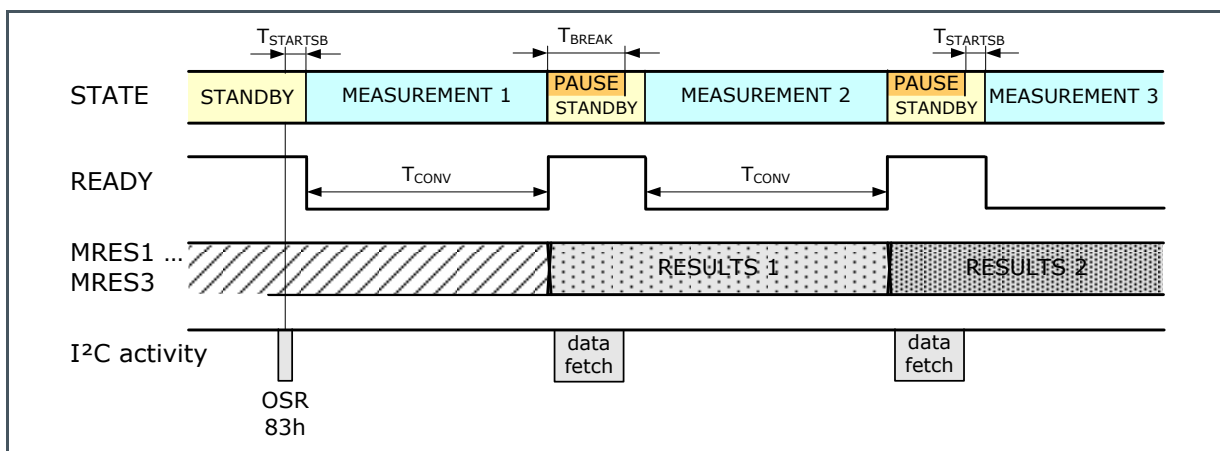 TSTARTSB
TBREAK
TSTARTSB
STATE
STANDBY
MEASUREMENT 1
PAUSE
STANDBY
MEASUREMENT 2
PAUSE
STANDBY
MEASUREMENT 3
READY
TCONV
TCONV
MRES1 ...
MRES3
RESULTS 1
RESULTS 2
I²C activity
data
fetch
data
fetch
OSR
83h